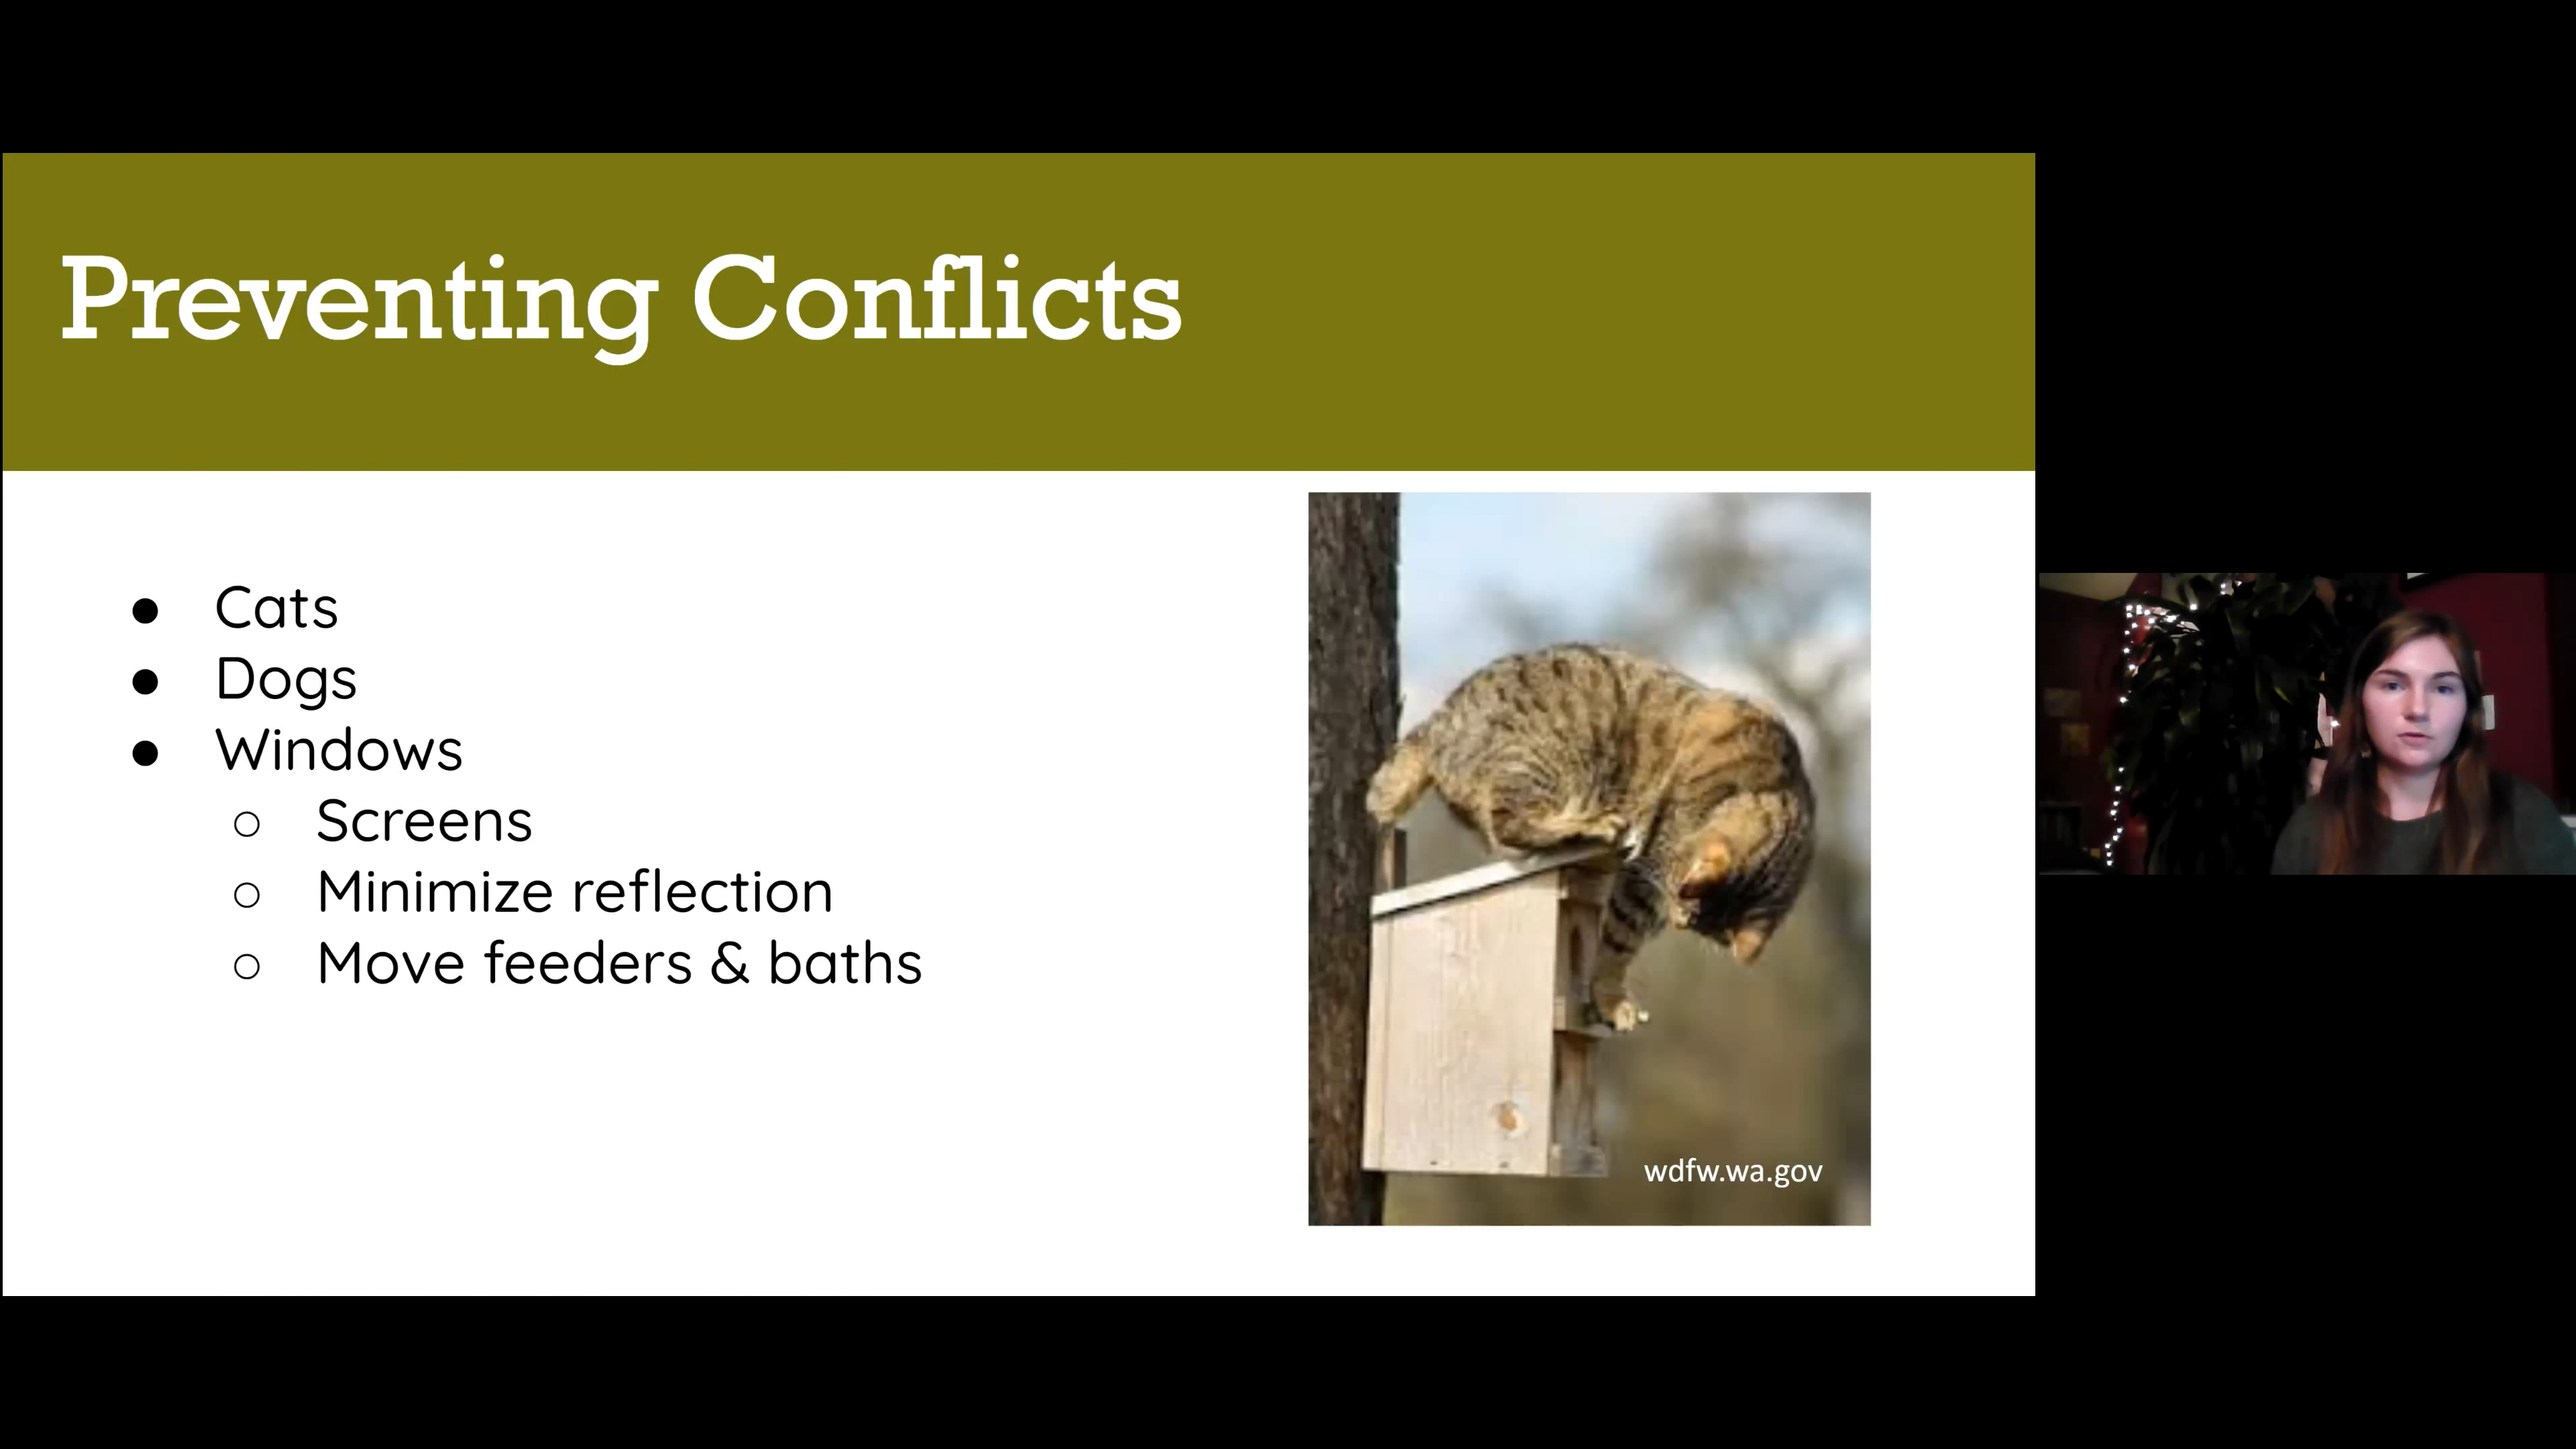 Preventing Conflicts
● Cats
● Dogs
● Windows
○ Screens
○ Minimize reflection
○ Move feeders & baths
wdfw.wa.gov